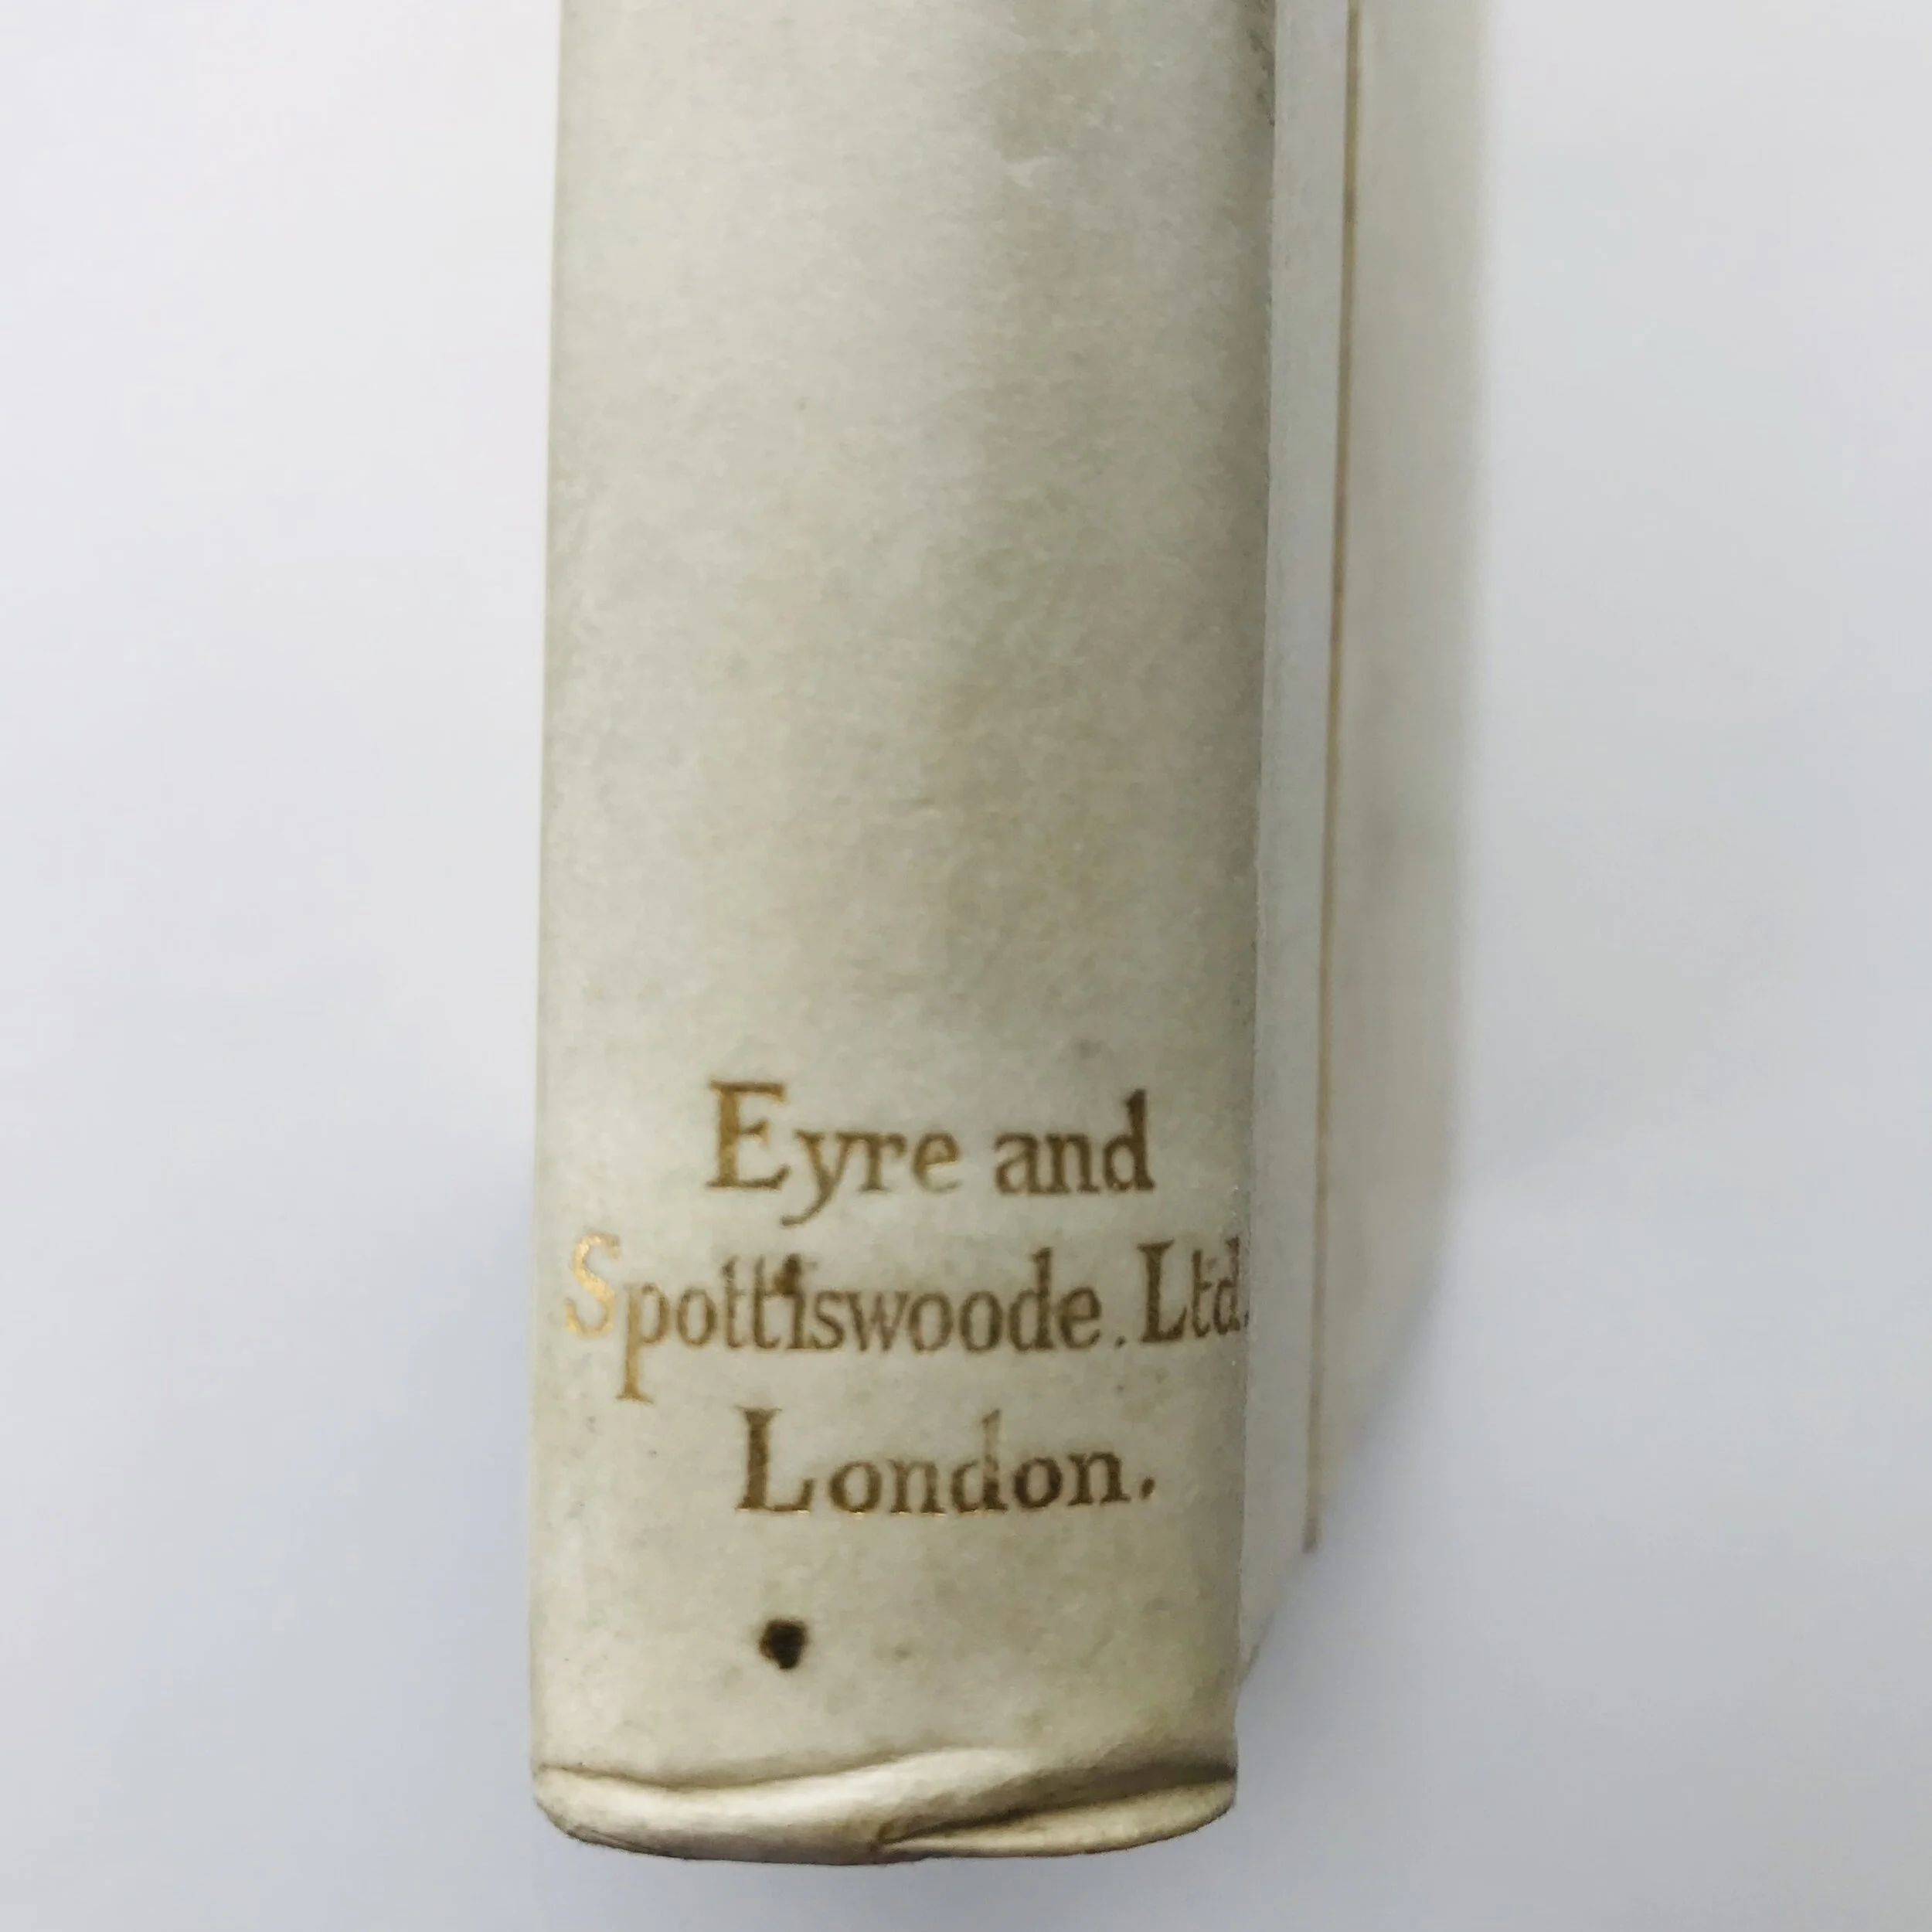 Eyre and
Spottiswoode. Ltd.
London.